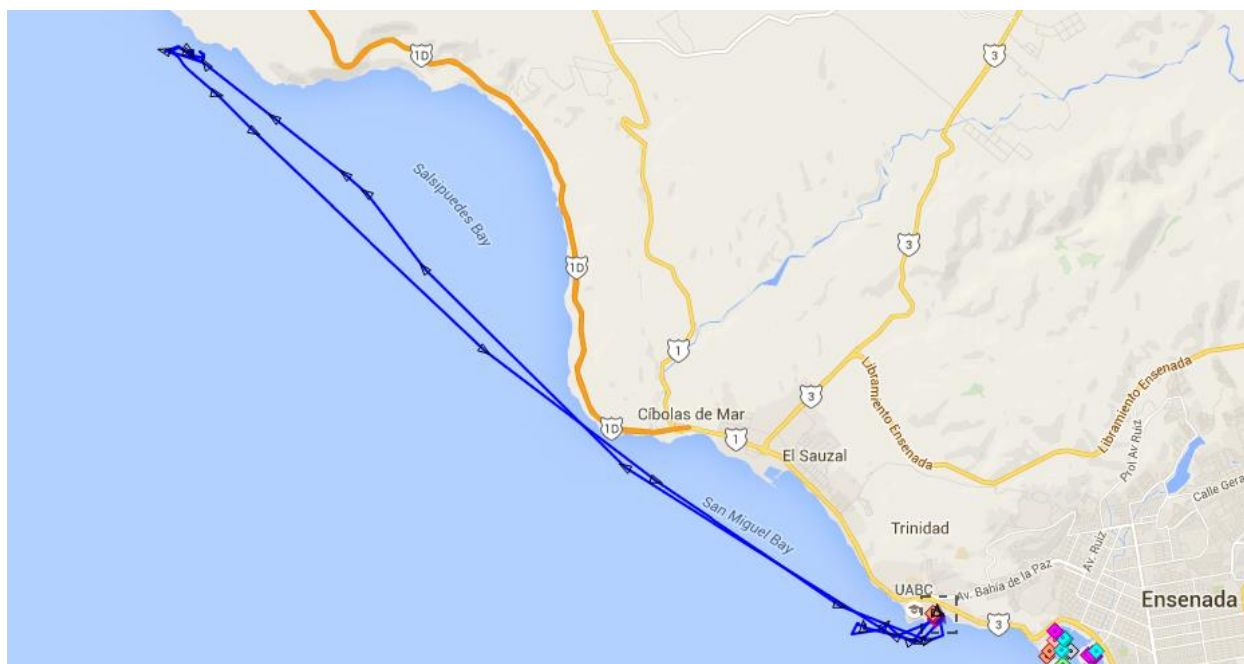 1D
3
Salsipuedes Bay
3
1D
1
3
Libramiento Ensenada
Libramiento Ensenada
Cíbolas de Mar
1D
1
El Sauzal
Prol Av Ruiz
Calle Gera
San Miguel Bay
Trinidad
Av. Ruiz
Av. Bahía de la Paz
UABC
Ensenada
3